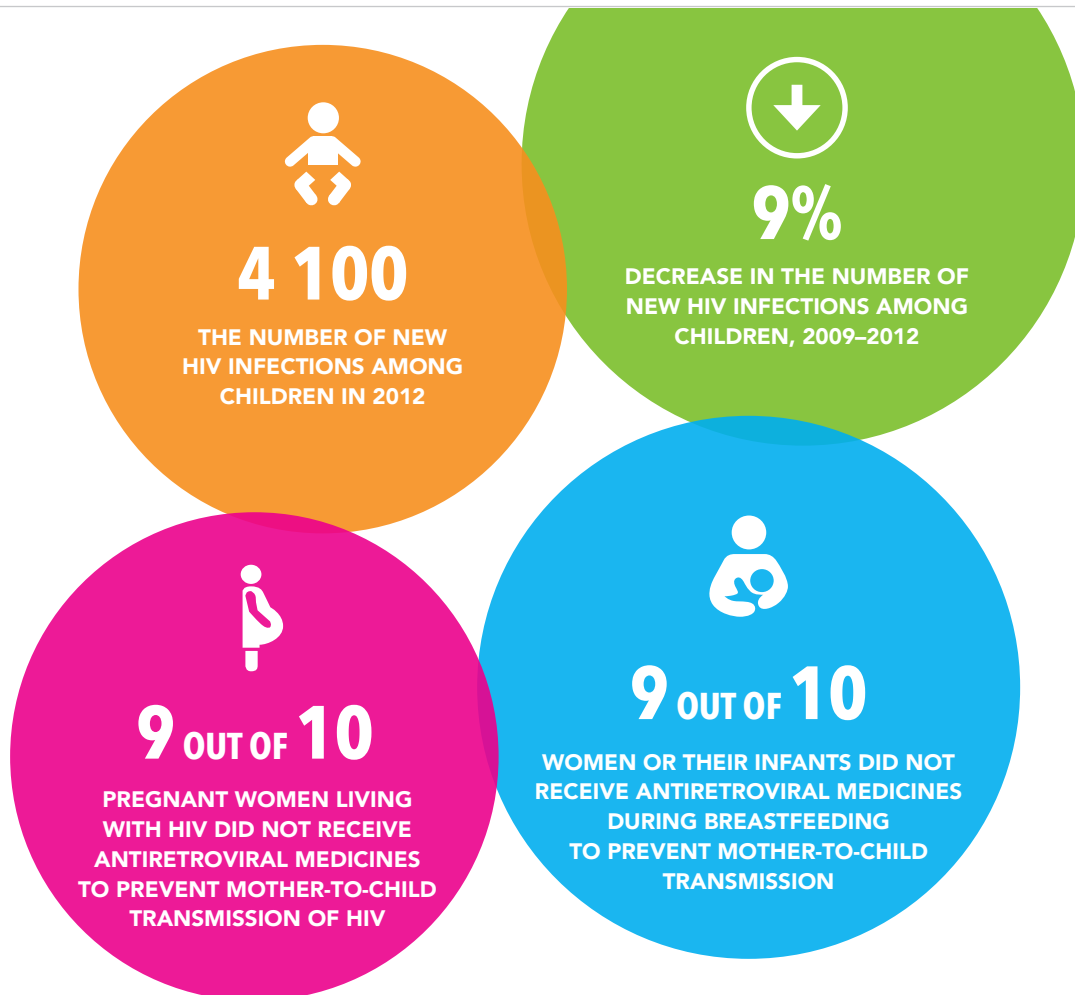 4 100
THE NUMBER OF NEW
HIV INFECTIONS AMONG
CHILDREN IN 2012
9%
DECREASE IN THE NUMBER OF
NEW HIV INFECTIONS AMONG
CHILDREN, 2009–2012
9 OUT OF 10
PREGNANT WOMEN LIVING
WITH HIV DID NOT RECEIVE
ANTIRETROVIRAL MEDICINES
TO PREVENT MOTHER-TO-CHILD
TRANSMISSION OF HIV
9 OUT OF 10
WOMEN OR THEIR INFANTS DID NOT
RECEIVE ANTIRETROVIRAL MEDICINES
DURING BREASTFEEDING
TO PREVENT MOTHER-TO-CHILD
TRANSMISSION